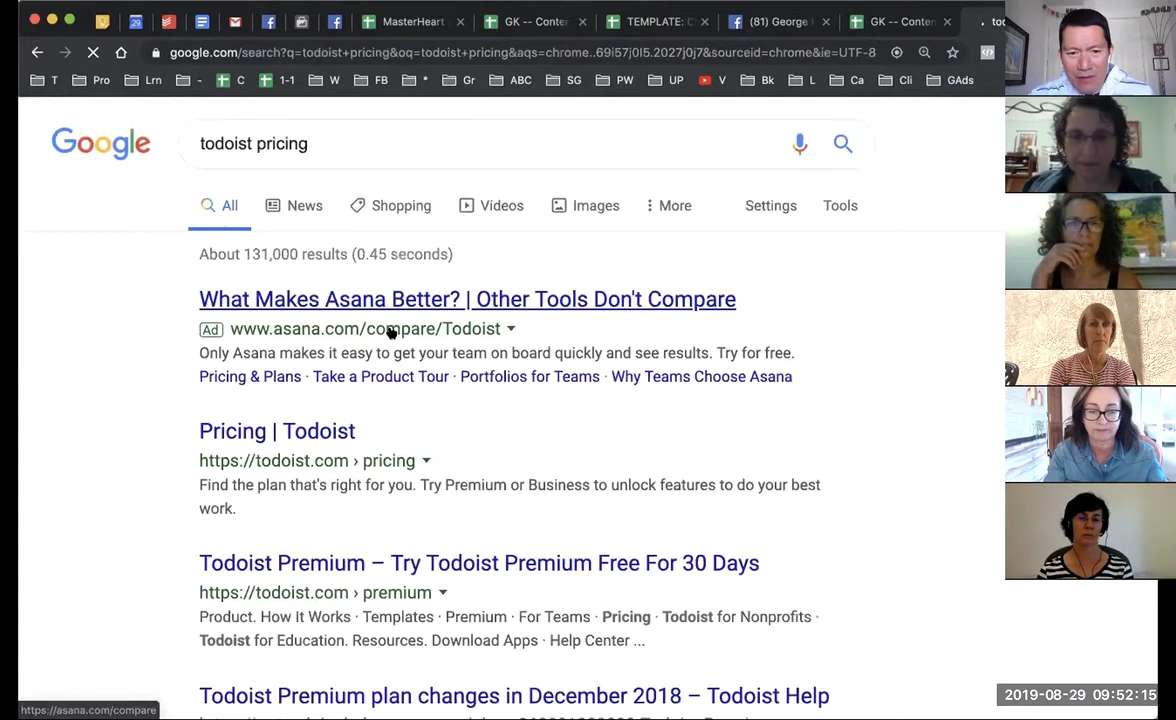 MasterHeart
GK -- Conter
TEMPLATE: C
(81) George
GK -- Conten
google.com/search?q=todoist+pricing&oq=todoist+pricing&aqs=chrome..69i57j0l5.2027j0j7&sourceid=chrome&ie=UTF-8
T Pro Lrn - C 1-1 W FB * Gr ABC SG PW UP V Bk L Ca Cli GAds
Google
todoist pricing
All News Shopping Videos Images More Settings Tools
About 131,000 results (0.45 seconds)
What Makes Asana Better? | Other Tools Don't Compare
Ad www.asana.com/compare/Todoist
Only Asana makes it easy to get your team on board quickly and see results. Try for free.
Pricing & Plans · Take a Product Tour · Portfolios for Teams · Why Teams Choose Asana
Pricing | Todoist
https://todoist.com › pricing
Find the plan that's right for you. Try Premium or Business to unlock features to do your best
work.
Todoist Premium – Try Todoist Premium Free For 30 Days
https://todoist.com › premium
Product. How It Works · Templates · Premium · For Teams · Pricing · Todoist for Nonprofits ·
Todoist for Education. Resources. Download Apps · Help Center ...
Todoist Premium plan changes in December 2018 – Todoist Help
2019-08-29 09:52:15
https://asana.com/compare